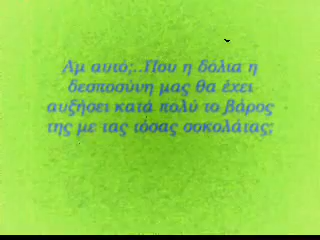 Αμ αυτό;..Που η δόλια η
δεσποσύνη μας θα έχει
αυξήσει κατά πολύ το βάρος
της με τας τόσας σοκολάτας;